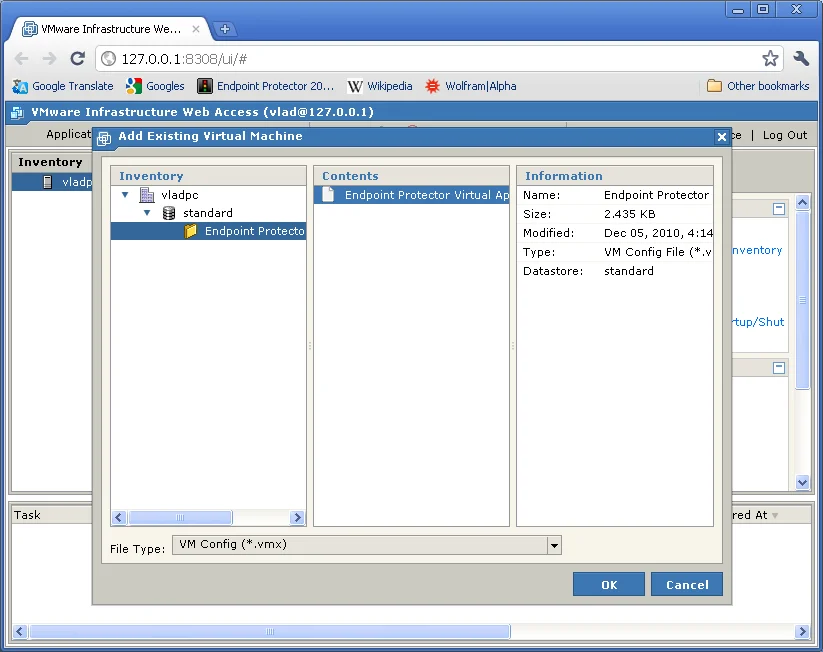 VMware Infrastructure We...
127.0.0.1:8308/ui/#
Google Translate
Googles
Endpoint Protector 20...
W Wikipedia
Wolfram|Alpha
Other bookmarks
VMware Infrastructure Web Access (vlad@127.0.0.1)
Applicat
ce | Log Out
Add Existing Virtual Machine
Inventory
vladp
nventory
rtup/Shut
Inventory
vladpc
standard
Endpoint Protecto
Contents
Endpoint Protector Virtual Ap
Information
Name: Endpoint Protector
Size: 2.435 KB
Modified: Dec 05, 2010, 4:14
Type: VM Config File (*.v
Datastore: standard
File Type: VM Config (*.vmx)
OK Cancel
Task
red At